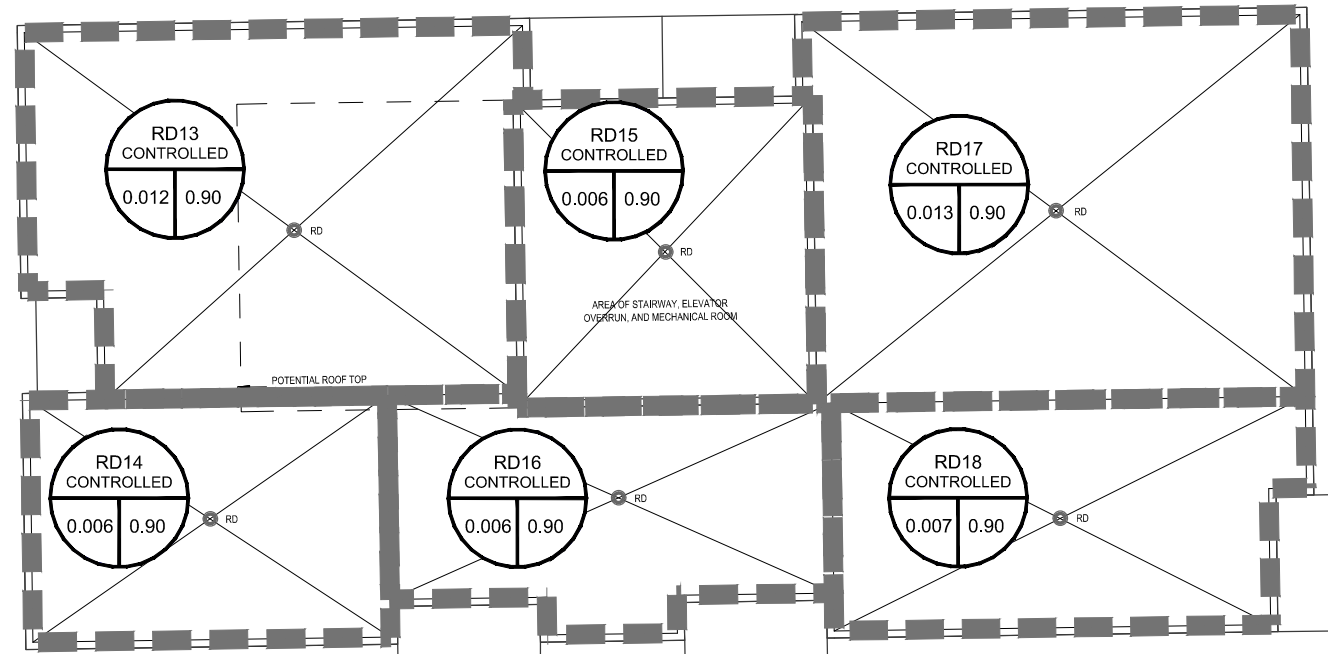 RD13
CONTROLLED
0.012 0.90
RD
RD15
CONTROLLED
0.006 0.90
RD
AREA OF STAIRWAY, ELEVATOR
OVERRUN, AND MECHANICAL ROOM
RD17
CONTROLLED
0.013 0.90
RD
POTENTIAL ROOF TOP
RD14
CONTROLLED
0.006 0.90
RD
RD16
CONTROLLED
0.006 0.90
RD
RD18
CONTROLLED
0.007 0.90
RD